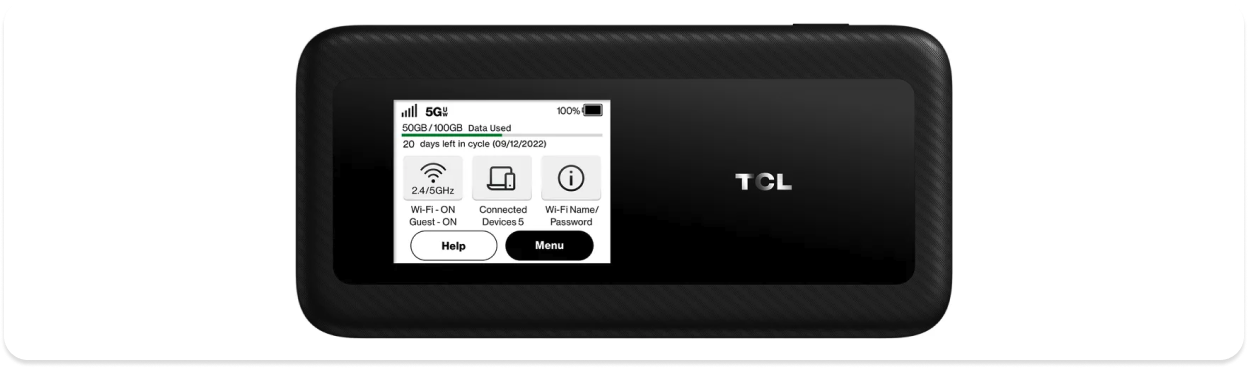 5G UW
100%
50GB/100GB Data Used
20 days left in cycle (09/12/2022)
2.4/5GHz
Wi-Fi - ON
Guest - ON
Connected
Devices 5
Wi-Fi Name/
Password
Help
Menu
TCL